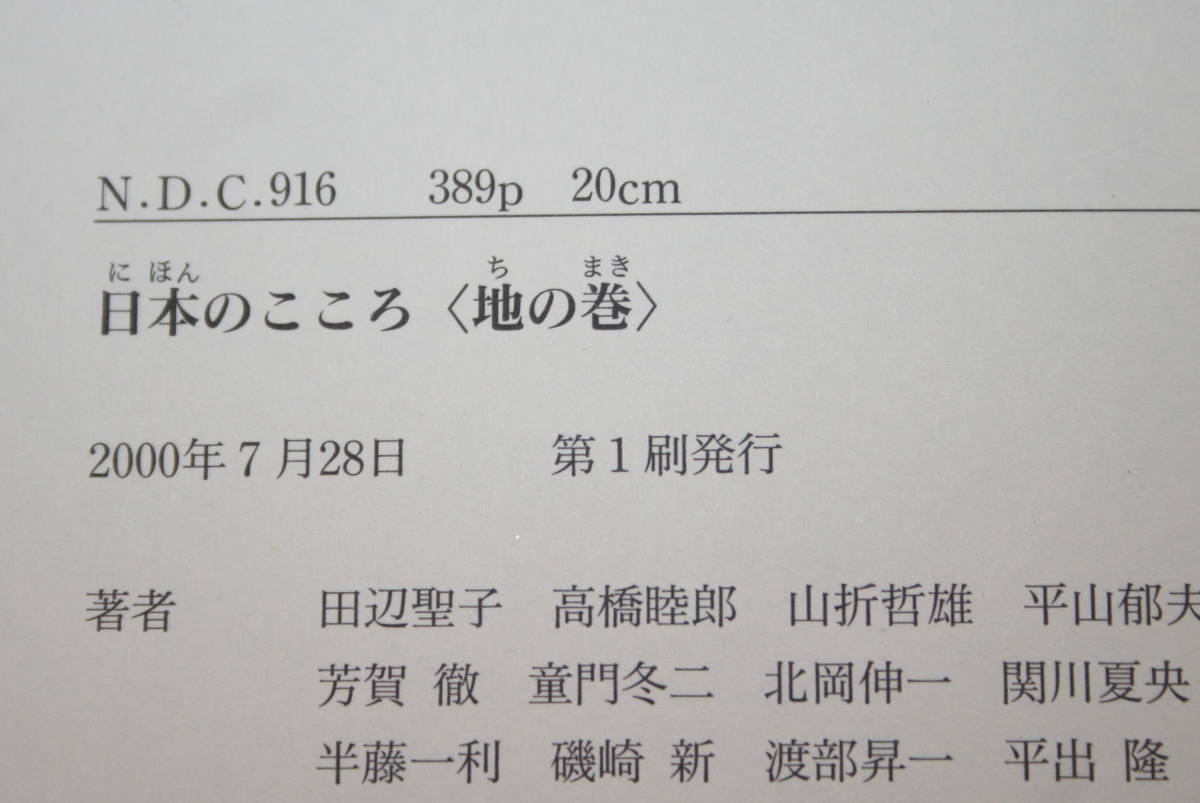 N.D.C.916 389p 20cm
に ほん ち まき
日本のこころ〈地の巻〉
2000年7月28日 第1刷発行
著者 田辺聖子 高橋睦郎 山折哲雄 平山郁夫
芳賀 徹 童門冬二 北岡伸一 関川夏央
半藤一利 磯崎 新 渡部昇一 平出 隆